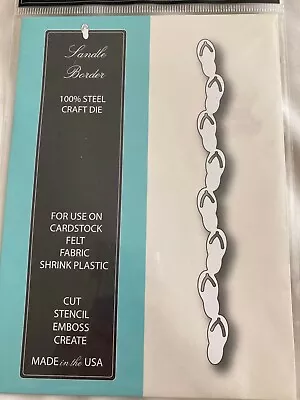 Sandle
Border
100% STEEL
CRAFT DIE
FOR USE ON
CARDSTOCK
FELT
FABRIC
SHRINK PLASTIC
CUT
STENCIL
EMBOSS
CREATE
MADE in the USA